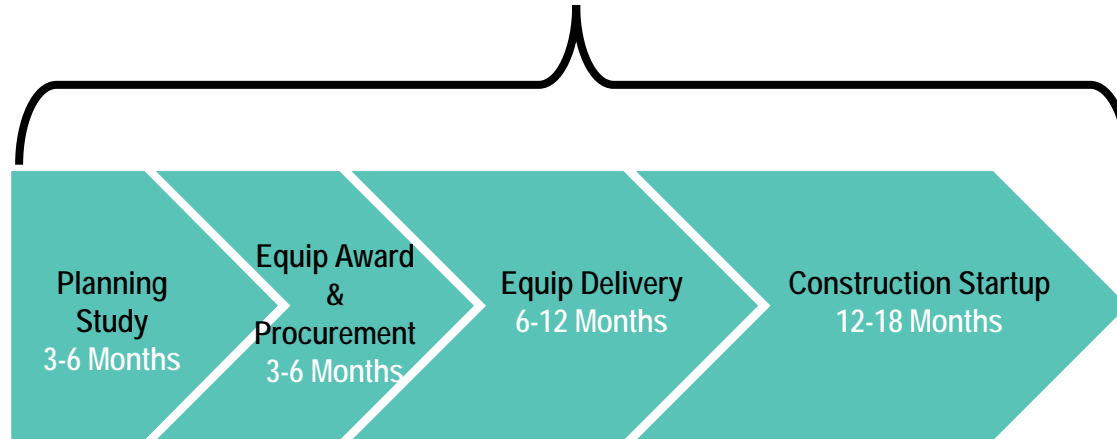 Planning
Study
3-6 Months
Equip Award
&
Procurement
3-6 Months
Equip Delivery
6-12 Months
Construction Startup
12-18 Months